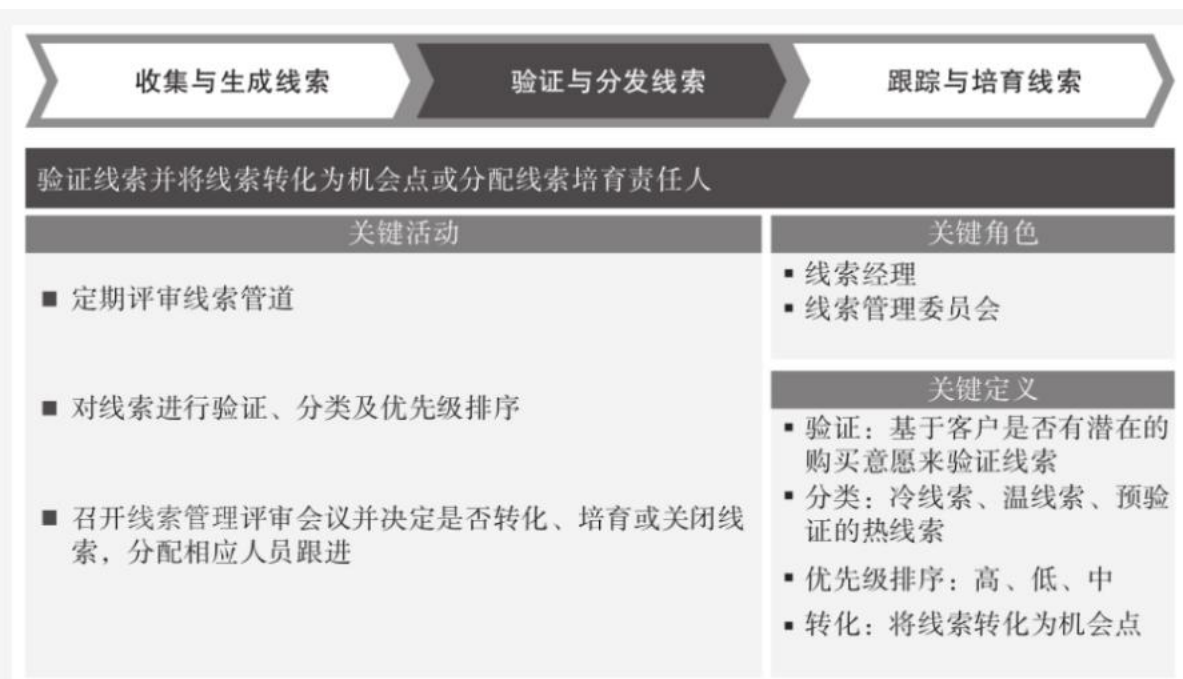 收集与生成线索
验证与分发线索
跟踪与培育线索
验证线索并将线索转化为机会点或分配线索培育责任人
关键活动
■ 定期评审线索管道
■ 对线索进行验证、分类及优先级排序
■ 召开线索管理评审会议并决定是否转化、培育或关闭线
索，分配相应人员跟进
关键角色
▪ 线索经理
▪ 线索管理委员会
关键定义
▪ 验证：基于客户是否有潜在的
购买意愿来验证线索
▪ 分类：冷线索、温线索、预验
证的热线索
▪ 优先级排序：高、低、中
▪ 转化：将线索转化为机会点